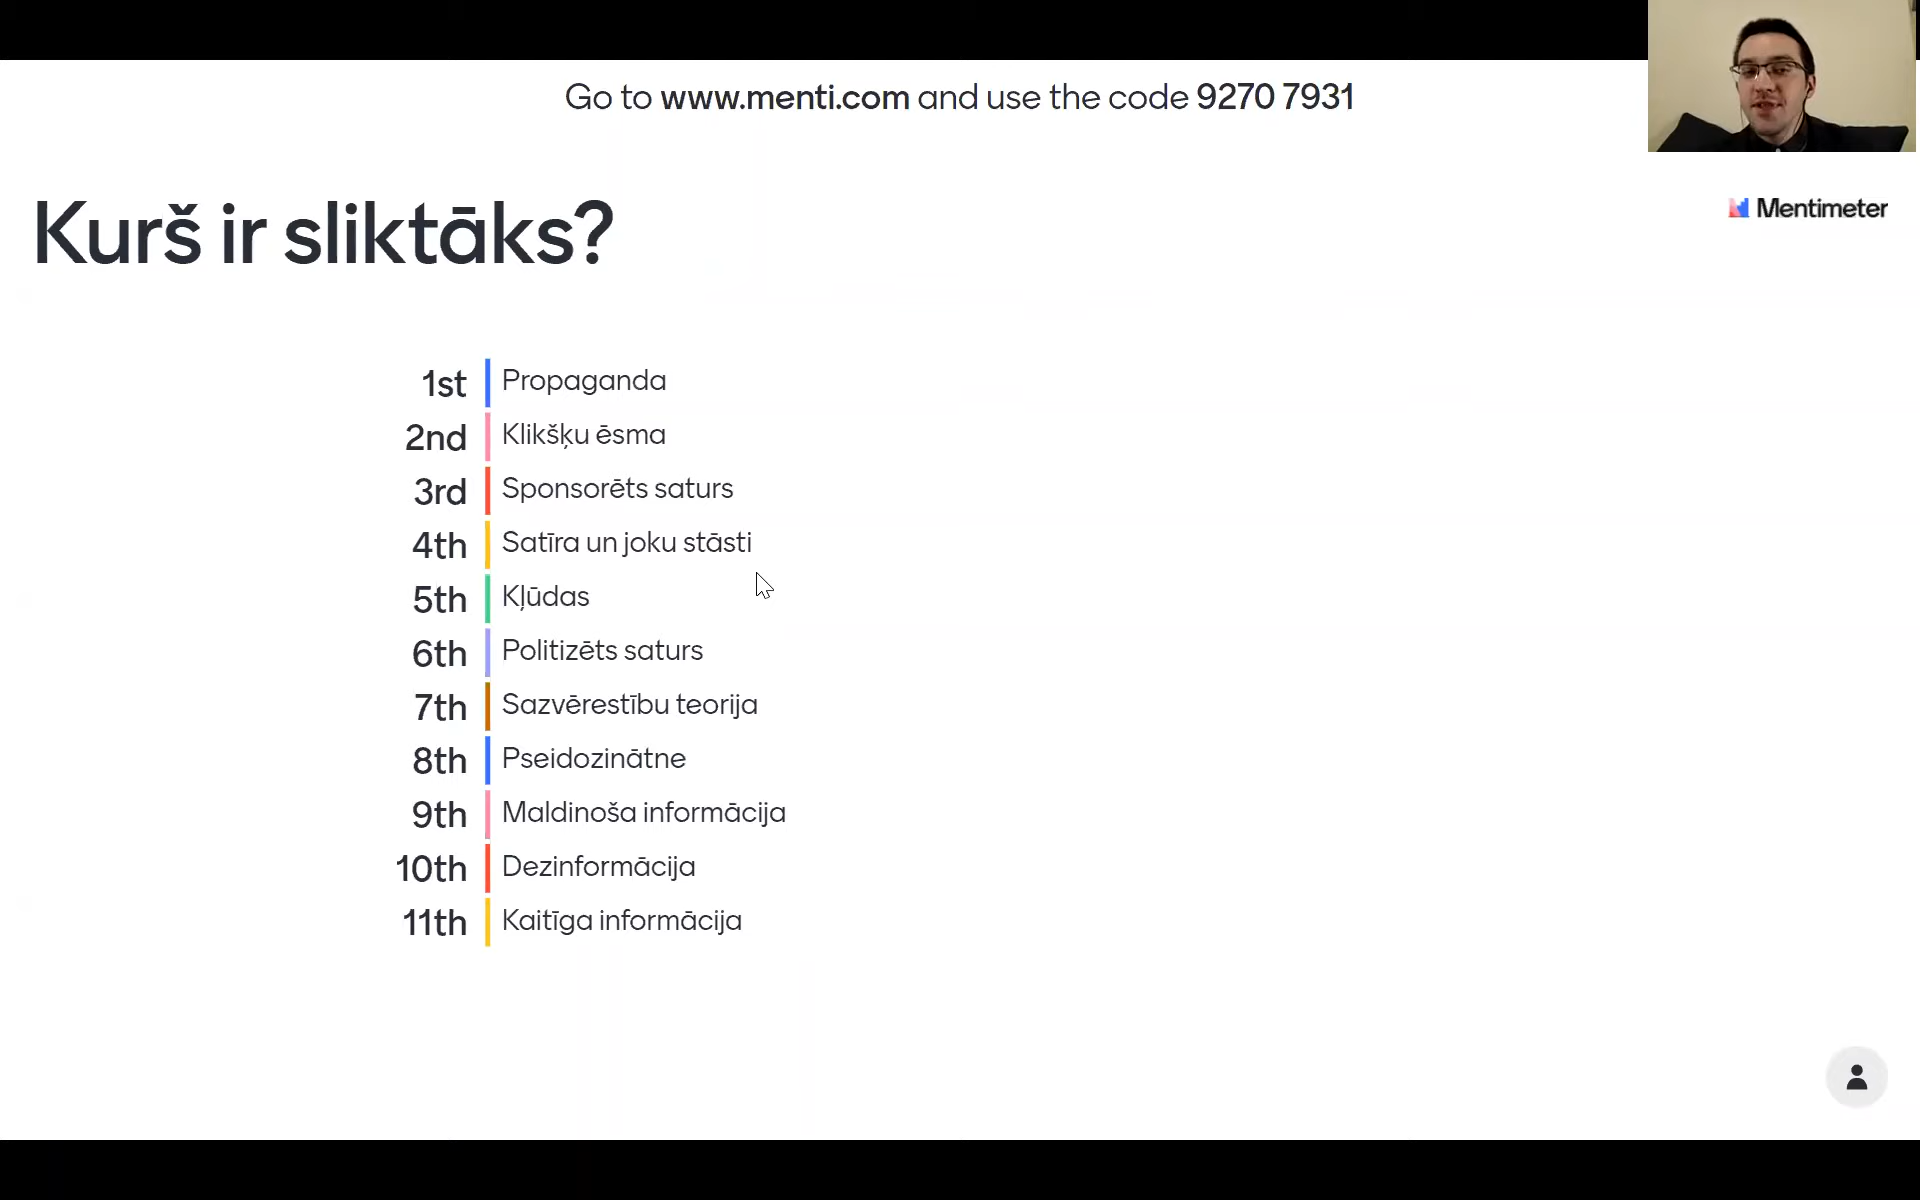 Go to www.menti.com and use the code 9270 7931
Mentimeter
Kurš ir sliktāks?
1st Propaganda
2nd Klikšķu ēsma
3rd Sponsorēts saturs
4th Satīra un joku stāsti
5th Kļūdas
6th Politizēts saturs
7th Sazvērestību teorija
8th Pseidozinātne
9th Maldinoša informācija
10th Dezinformācija
11th Kaitīga informācija